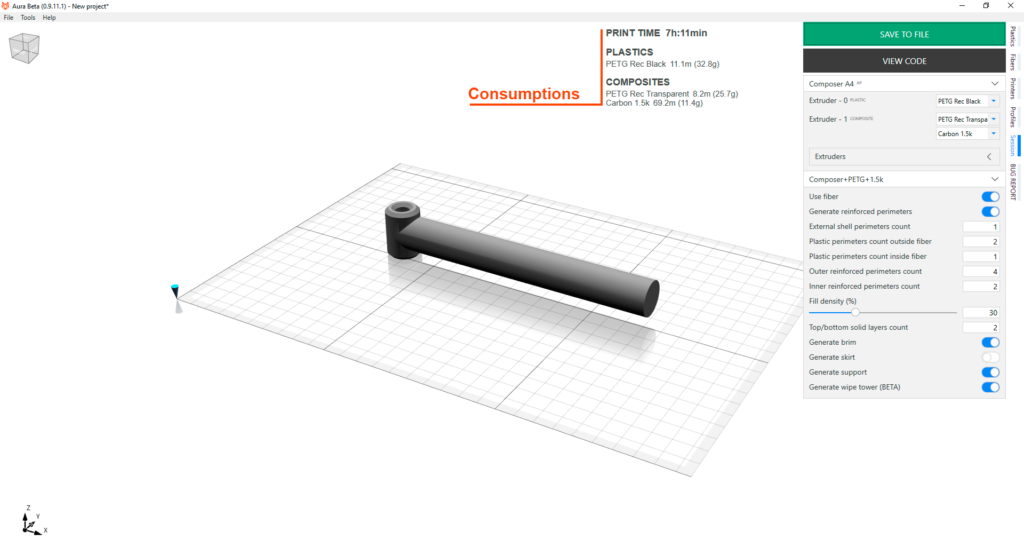 Aura Beta (0.9.11.1) - New project*
File Tools Help
PRINT TIME 7h:11min
PLASTICS
PETG Rec Black 11.1m (32.8g)
COMPOSITES
PETG Rec Transparent 8.2m (25.7g)
Carbon 1.5k 69.2m (11.4g)
Consumptions
SAVE TO FILE
VIEW CODE
Composer A4 AF
Extruder - 0 PLASTIC PETG Rec Black
Extruder - 1 COMPOSITE PETG Rec Transpa
Carbon 1.5k
Extruders
Composer+PETG+1.5k
Use fiber
Generate reinforced perimeters
External shell perimeters count 1
Plastic perimeters count outside fiber 2
Plastic perimeters count inside fiber 1
Outer reinforced perimeters count 4
Inner reinforced perimeters count 2
Fill density (%)
30
Top/bottom solid layers count 2
Generate brim
Generate skirt
Generate support
Generate wipe tower (BETA)
Plastics
Fibers
Printers
Profiles
Session
BUG REPORT
Z
Y
X